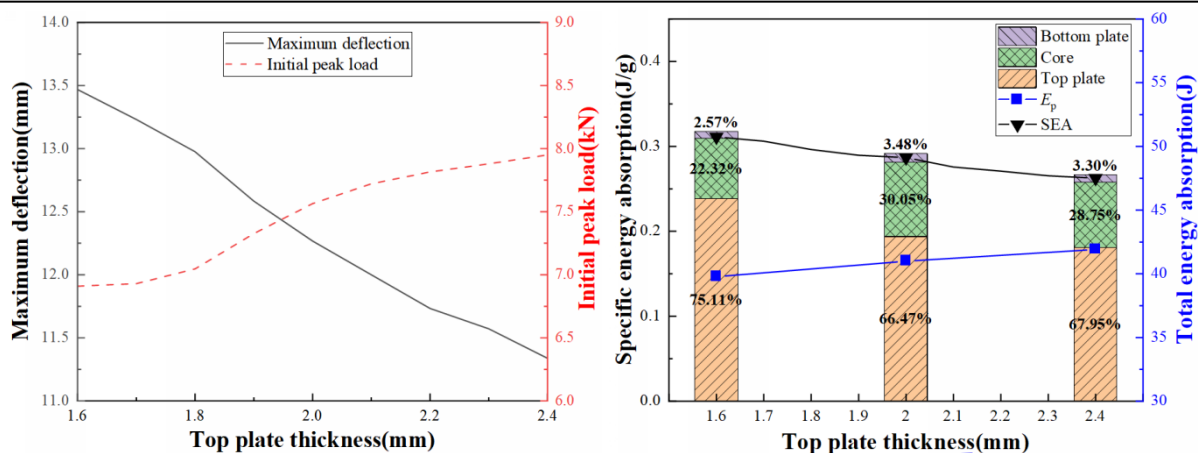 14.0
13.5
13.0
12.5
12.0
11.5
11.0
Maximum deflection(mm)
Maximum deflection
Initial peak load
9.0
8.5
8.0
7.5
7.0
6.5
6.0
Initial peak load(kN)
1.6 1.8 2.0 2.2 2.4
Top plate thickness(mm)
0.4
0.3
0.2
0.1
0.0
Specific energy absorption(J/g)
Bottom plate
Core
Top plate
Ep
SEA
2.57%
22.32%
75.11%
3.48%
30.05%
66.47%
3.30%
28.75%
67.95%
60
55
50
45
40
35
30
Total energy absorption(J)
1.6 1.7 1.8 1.9 2 2.1 2.2 2.3 2.4
Top plate thickness(mm)